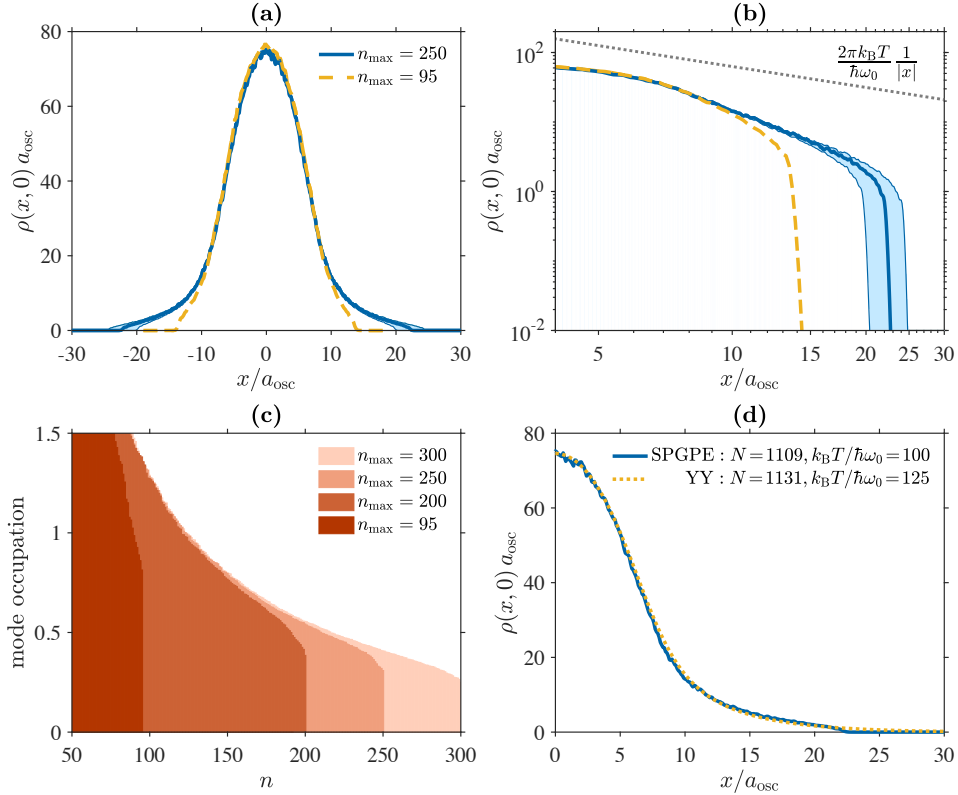 (a)
80
60
40
20
0
ρ(x, 0) a_osc
n_max = 250
n_max = 95
-30 -20 -10 0 10 20 30
x/a_osc
(b)
10^2
10^0
10^-2
ρ(x, 0) a_osc
2πk_BT/ħω_0 1/|x|
5 10 15 20 25 30
x/a_osc
(c)
1.5
1
0.5
0
mode occupation
n_max = 300
n_max = 250
n_max = 200
n_max = 95
50 100 150 200 250 300
n
(d)
80
60
40
20
0
ρ(x, 0) a_osc
SPGPE : N = 1109, k_BT/ħω_0 = 100
YY : N = 1131, k_BT/ħω_0 = 125
0 5 10 15 20 25 30
x/a_osc